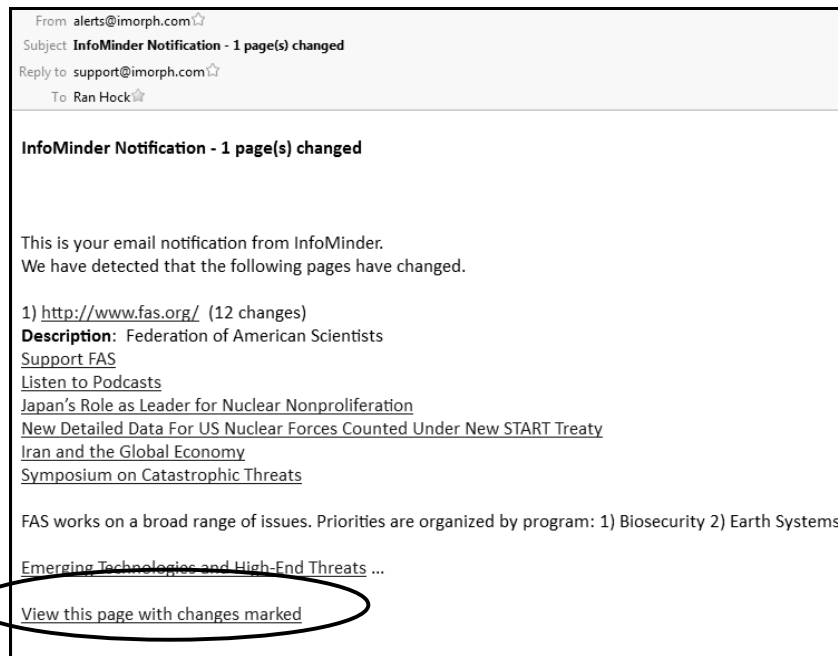 From alerts@imorph.com
Subject InfoMinder Notification - 1 page(s) changed
Reply to support@imorph.com
To Ran Hock
InfoMinder Notification - 1 page(s) changed
This is your email notification from InfoMinder.
We have detected that the following pages have changed.
1) http://www.fas.org/ (12 changes)
Description: Federation of American Scientists
Support FAS
Listen to Podcasts
Japan's Role as Leader for Nuclear Nonproliferation
New Detailed Data For US Nuclear Forces Counted Under New START Treaty
Iran and the Global Economy
Symposium on Catastrophic Threats
FAS works on a broad range of issues. Priorities are organized by program: 1) Biosecurity 2) Earth Systems
Emerging Technologies and High-End Threats ...
View this page with changes marked